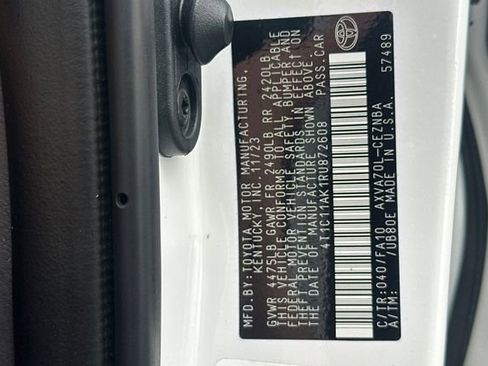 MFD.BY:TOYOTA MOTOR MANUFACTURING,
KENTUCKY, INC. 11/23
GVWR 4475LB GAWR FR 2490LB RR 2420LB
THIS VEHICLE CONFORMS TO ALL APPLICABLE
FEDERAL MOTOR VEHICLE SAFETY BUMPER, AND
THEFT PREVENTION STANDARDS IN EFFECT ON
THE DATE OF MANUFACTURE SHOWN ABOVE.
4T1C11AK1RU872608 PASS.CAR
C/TR:040/FA10 AXVA70L-CEZNBA
A/TM: /UB80E MADE IN U.S.A. 57489
TOYOTA